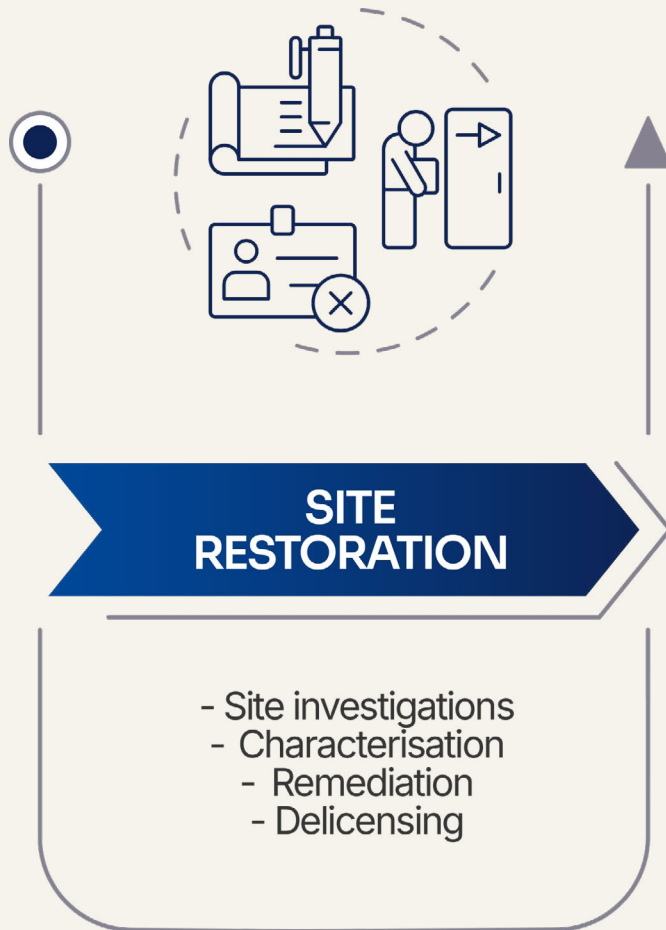 SITE
RESTORATION
- Site investigations
- Characterisation
- Remediation
- Delicensing